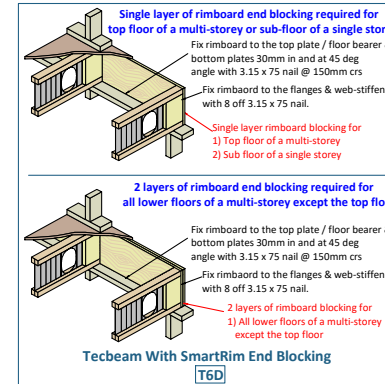 Single layer of rimboard end blocking required for
top floor of a multi-storey or sub-floor of a single
Fix rimboard to the top plate / floor bearer
bottom plates 30mm in and at 45 deg
angle with 3.15 x 75 nail @ 150mm crs
Fix rimbaord to the flanges & web-stiffen
with 8 off 3.15 x 75 nail.
Single layer rimboard blocking for
1) Top floor of a multi-storey
2) Sub floor of a single storey
2 layers of rimboard end blocking required for
all lower floors of a multi-storey except the top flo
Fix rimboard to the top plate / floor bearer
bottom plates 30mm in and at 45 deg
angle with 3.15 x 75 nail @ 150mm crs
Fix rimbaord to the flanges & web-stiffen
with 8 off 3.15 x 75 nail.
2 layers of rimboard blocking for
1) All lower floors of a multi-storey
except the top floor
Tecbeam With SmartRim End Blocking
T6D